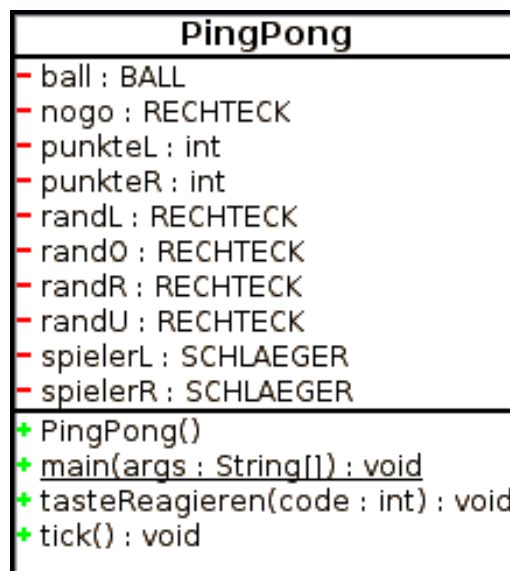 PingPong
- ball : BALL
- nogo : RECHTECK
- punkteL : int
- punkteR : int
- randL : RECHTECK
- randO : RECHTECK
- randR : RECHTECK
- randU : RECHTECK
- spielerL : SCHLAEGER
- spielerR : SCHLAEGER
+ PingPong()
+ main(args : String[]) : void
+ tasteReagieren(code : int) : void
+ tick() : void